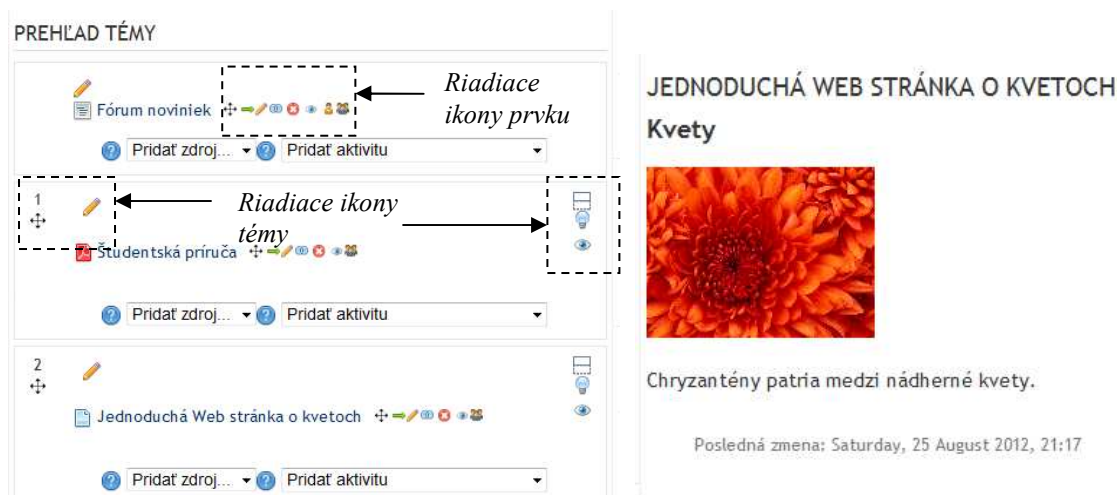 PREHĽAD TÉMY
Fórum noviniek
Riadiace
ikony prvku
Pridať zdroj... Pridať aktivitu
1
Riadiace ikony
témy
Študentská príruča
Pridať zdroj... Pridať aktivitu
2
Jednoduchá Web stránka o kvetoch
Pridať zdroj... Pridať aktivitu
JEDNODUCHÁ WEB STRÁNKA O KVETOCH
Kvety
Chryzantény patria medzi nádherné kvety.
Posledná zmena: Saturday, 25 August 2012, 21:17